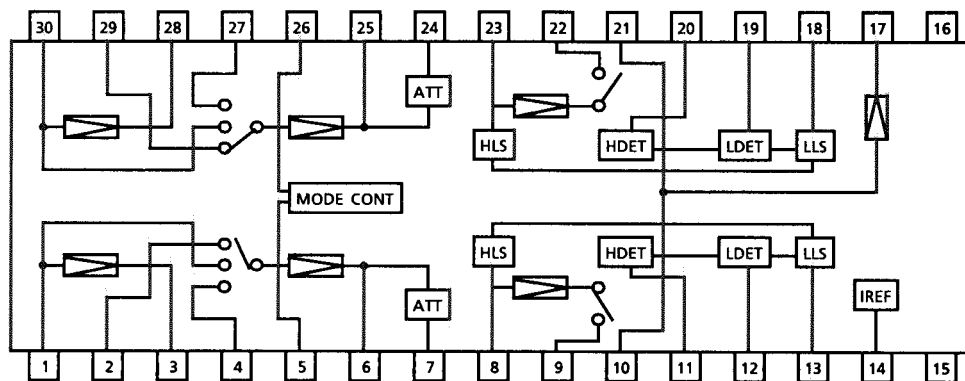 30 29 28 27 26 25 24 23 22 21 20 19 18 17 16
ATT
HLS HDET LDET LLS
MODE CONT
HLS HDET LDET LLS
ATT IREF
1 2 3 4 5 6 7 8 9 10 11 12 13 14 15